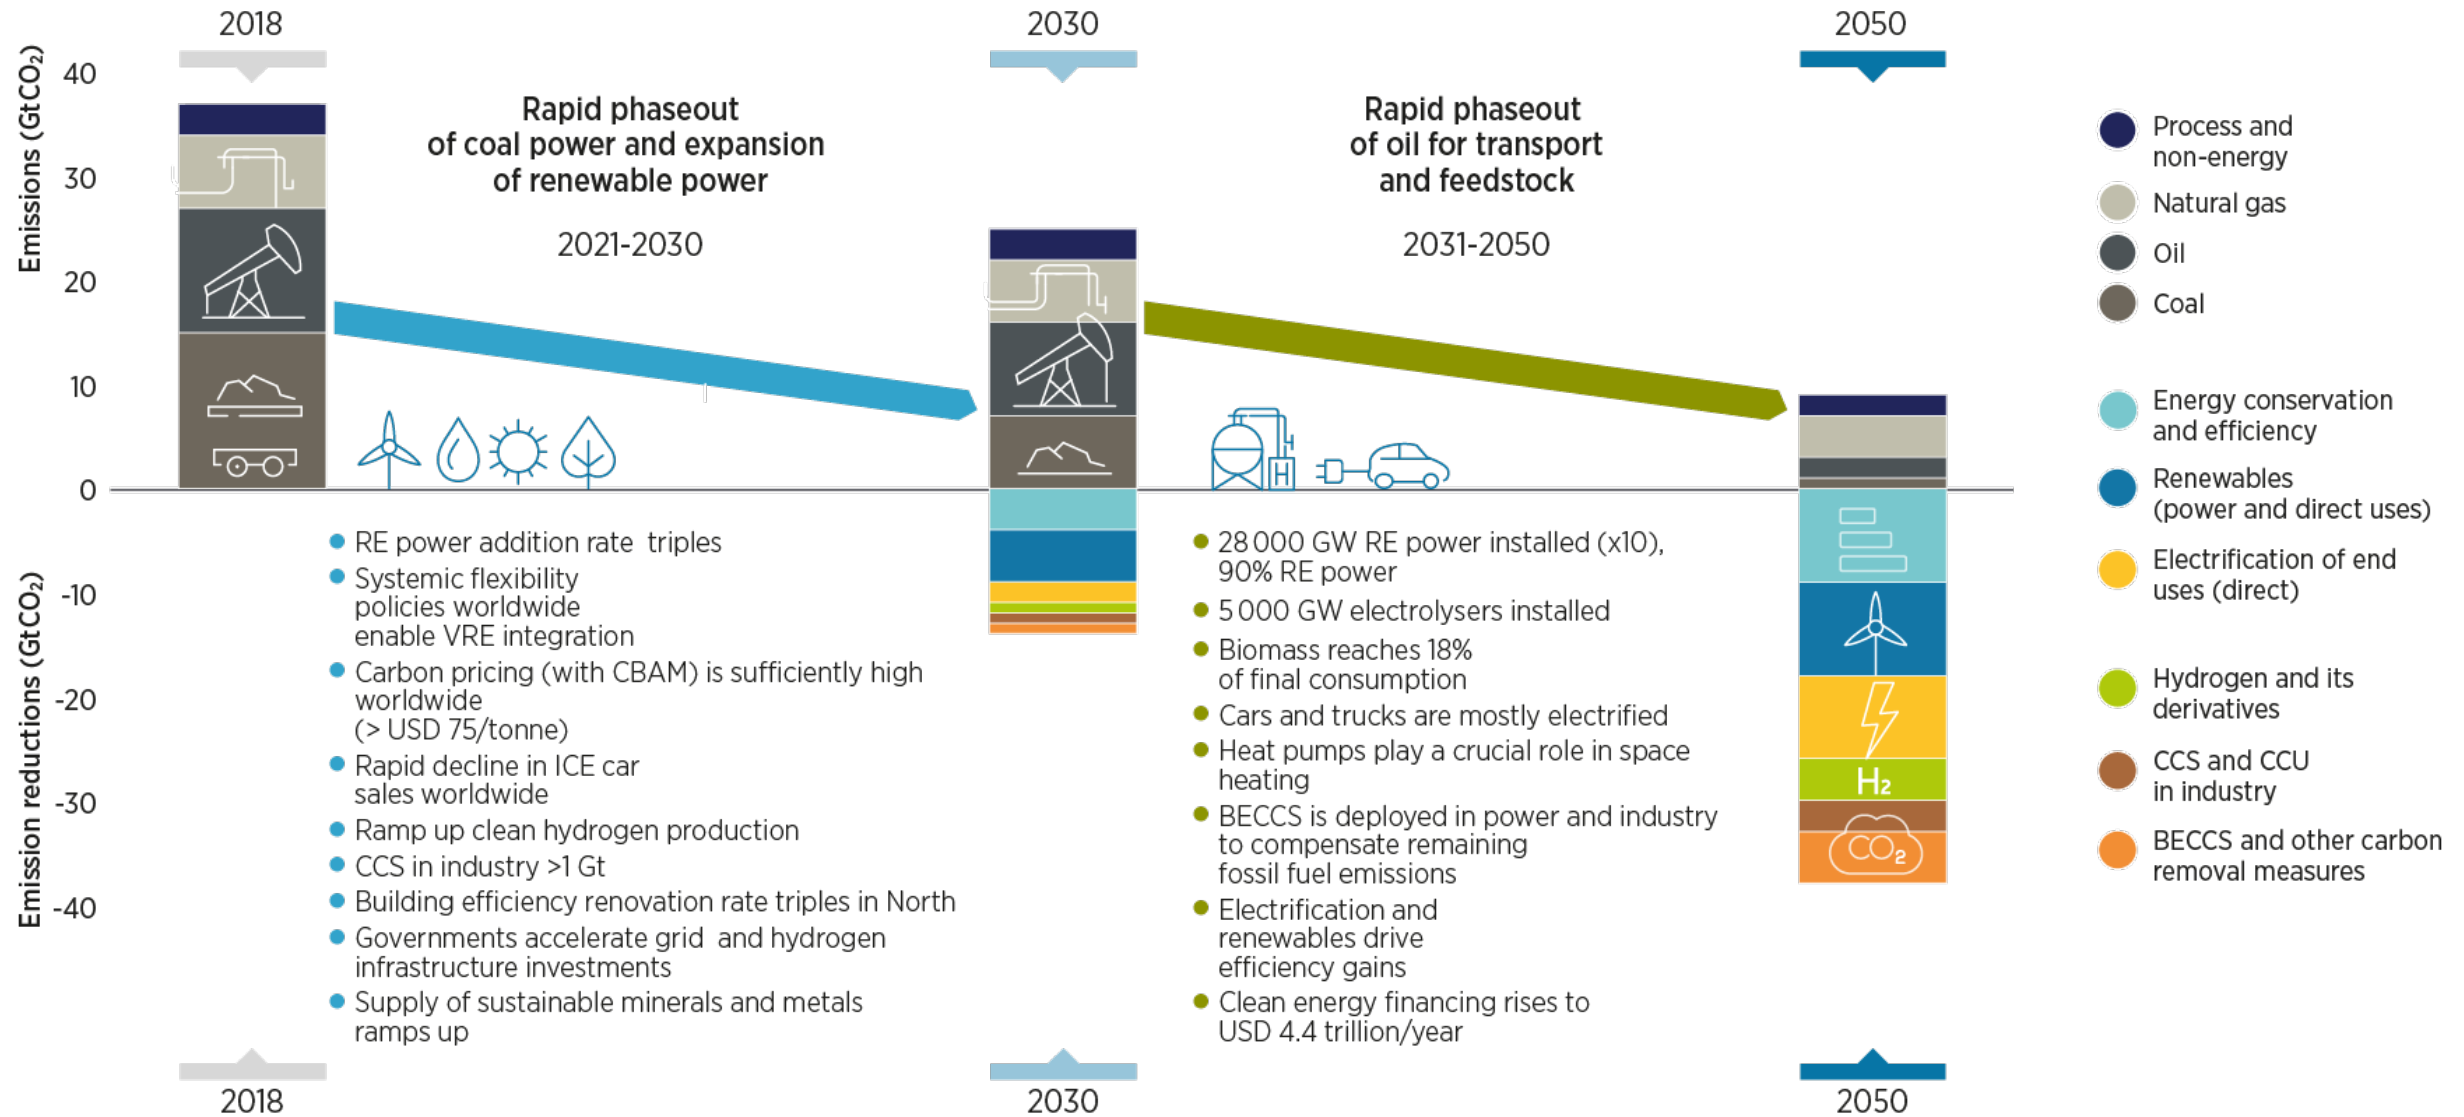 2018
2030
2050
Emissions (GtCO₂)
40
30
20
10
0
Rapid phaseout
of coal power and expansion
of renewable power
2021-2030
Rapid phaseout
of oil for transport
and feedstock
2031-2050
H
Process and
non-energy
Natural gas
Oil
Coal
Energy conservation
and efficiency
Renewables
(power and direct uses)
Electrification of end
uses (direct)
Hydrogen and its
derivatives
CCS and CCU
in industry
BECCS and other carbon
removal measures
Emission reductions (GtCO₂)
-10
-20
-30
-40
RE power addition rate triples
Systemic flexibility
policies worldwide
enable VRE integration
Carbon pricing (with CBAM) is sufficiently high
worldwide
(> USD 75/tonne)
Rapid decline in ICE car
sales worldwide
Ramp up clean hydrogen production
CCS in industry >1 Gt
Building efficiency renovation rate triples in North
Governments accelerate grid and hydrogen
infrastructure investments
Supply of sustainable minerals and metals
ramps up
28 000 GW RE power installed (x10),
90% RE power
5 000 GW electrolysers installed
Biomass reaches 18%
of final consumption
Cars and trucks are mostly electrified
Heat pumps play a crucial role in space
heating
BECCS is deployed in power and industry
to compensate remaining
fossil fuel emissions
Electrification and
renewables drive
efficiency gains
Clean energy financing rises to
USD 4.4 trillion/year
H₂
CO₂
2018
2030
2050